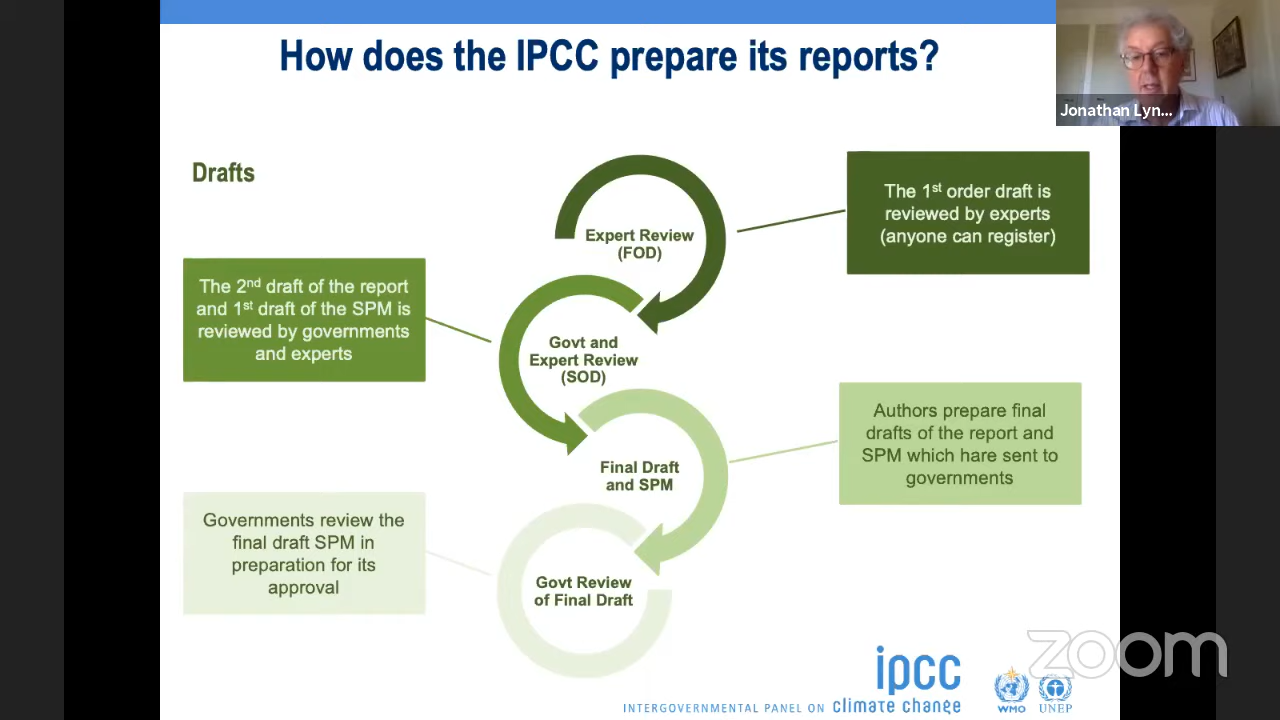 How does the IPCC prepare its reports?
Jonathan Lyn...
Drafts
Expert Review
(FOD)
The 1st order draft is
reviewed by experts
(anyone can register)
The 2nd draft of the report
and 1st draft of the SPM is
reviewed by governments
and experts
Govt and
Expert Review
(SOD)
Final Draft
and SPM
Authors prepare final
drafts of the report and
SPM which hare sent to
governments
Governments review the
final draft SPM in
preparation for its
approval
Govt Review
of Final Draft
zoom
ipcc
INTERGOVERNMENTAL PANEL ON climate change
WMO
UNEP